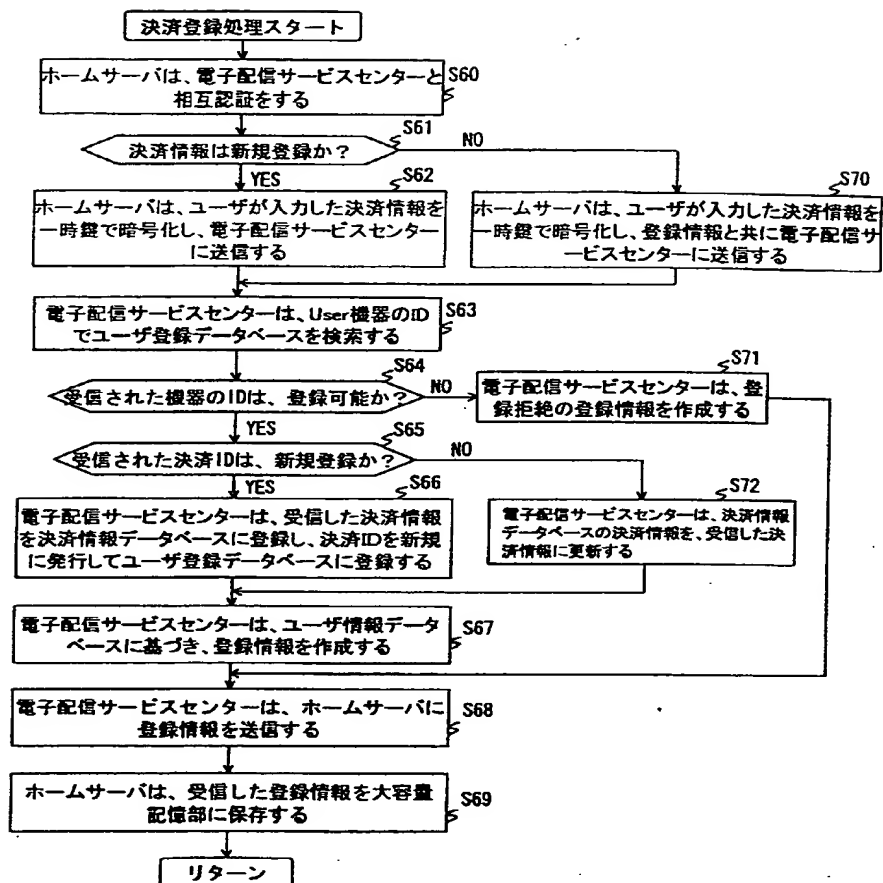 決済登録処理スタート
ホームサーバは、電子配信サービスセンターと
相互認証をする
S60
決済情報は新規登録か？
S61
NO
YES
S62
ホームサーバは、ユーザが入力した決済情報を
一時鍵で暗号化し、電子配信サービスセンター
に送信する
S70
ホームサーバは、ユーザが入力した決済情報を
一時鍵で暗号化し、登録情報と共に電子配信サ
ービスセンターに送信する
電子配信サービスセンターは、User機器のID
でユーザ登録データベースを検索する
S63
S64
受信された機器のIDは、登録可能か？
NO
S71
電子配信サービスセンターは、登
録拒絶の登録情報を作成する
YES
S65
受信された決済IDは、新規登録か？
NO
YES
S66
電子配信サービスセンターは、受信した決済情報
を決済情報データベースに登録し、決済IDを新規
に発行してユーザ登録データベースに登録する
S72
電子配信サービスセンターは、決済情報
データベースの決済情報を、受信した決
済情報に更新する
電子配信サービスセンターは、ユーザ情報データ
ベースに基づき、登録情報を作成する
S67
電子配信サービスセンターは、ホームサーバに
登録情報を送信する
S68
ホームサーバは、受信した登録情報を大容量
記憶部に保存する
S69
リターン